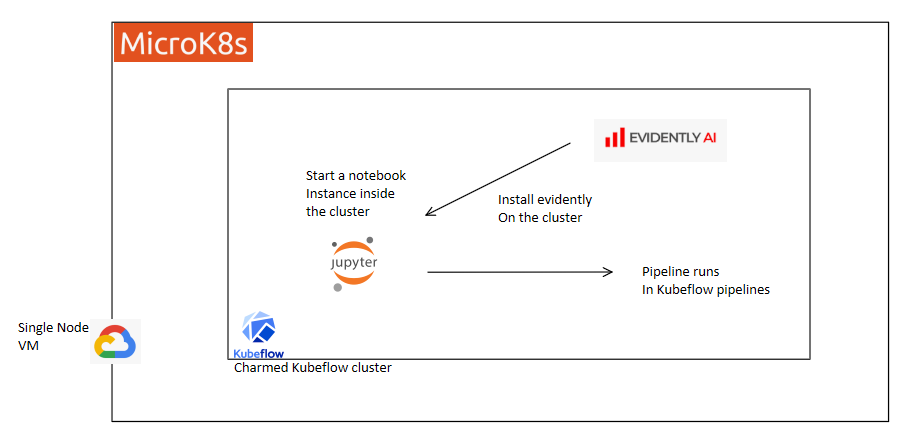 MicroK8s
EVIDENTLY AI
Start a notebook
Instance inside
the cluster
Install evidently
On the cluster
jupyter
Pipeline runs
In Kubeflow pipelines
Single Node
VM
Kubeflow
Charmed Kubeflow cluster